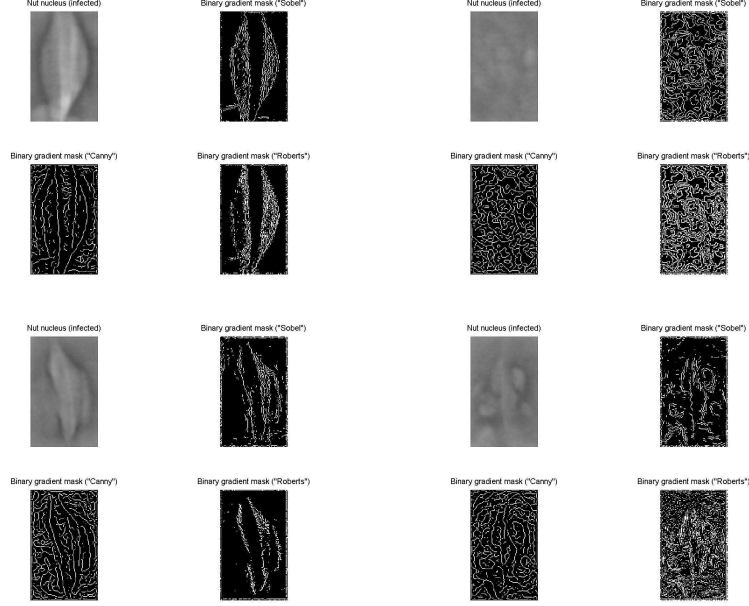 Nut nucleus (infected)
Binary gradient mask ("Sobel")
Nut nucleus (infected)
Binary gradient mask ("Sobel")
Binary gradient mask ("Canny")
Binary gradient mask ("Roberts")
Binary gradient mask ("Canny")
Binary gradient mask ("Roberts")
Nut nucleus (infected)
Binary gradient mask ("Sobel")
Nut nucleus (infected)
Binary gradient mask ("Sobel")
Binary gradient mask ("Canny")
Binary gradient mask ("Roberts")
Binary gradient mask ("Canny")
Binary gradient mask ("Roberts")